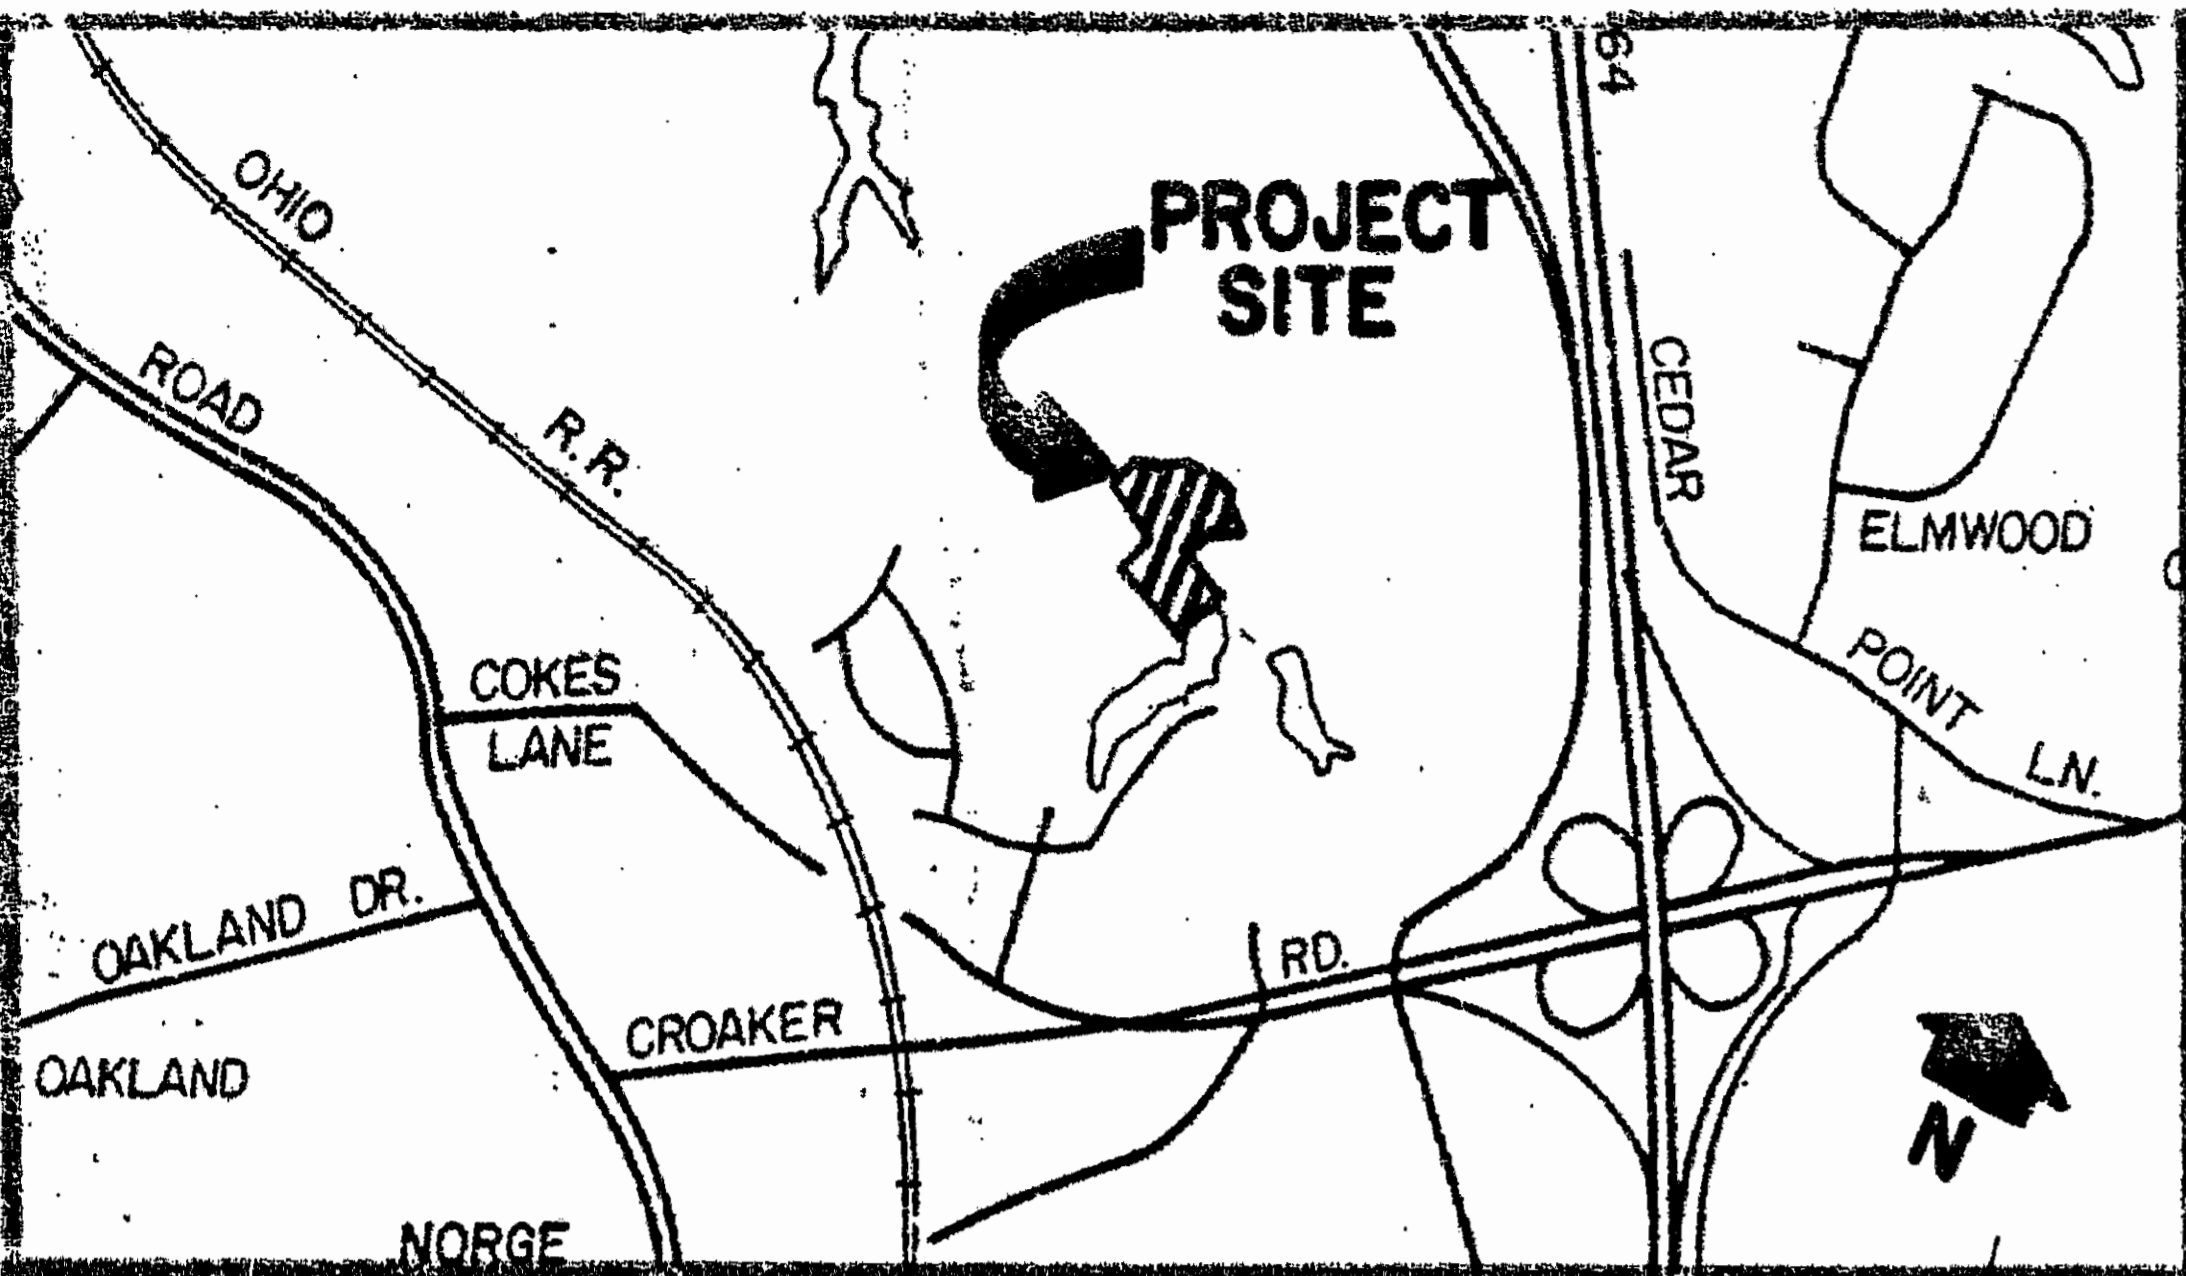 64
OHIO
PROJECT
SITE
ROAD
CEDAR
R.R.
ELMWOOD
COKES
LANE
POINT
LN.
OAKLAND DR.
RD.
CROAKER
OAKLAND
N
NORGE